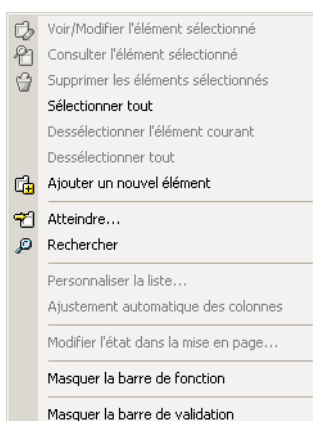 Voir/Modifier l'élément sélectionné
Consulter l'élément sélectionné
Supprimer les éléments sélectionnés
Sélectionner tout
Dessélectionner l'élément courant
Dessélectionner tout
Ajouter un nouvel élément
Atteindre...
Rechercher
Personnaliser la liste...
Ajustement automatique des colonnes
Modifier l'état dans la mise en page...
Masquer la barre de fonction
Masquer la barre de validation